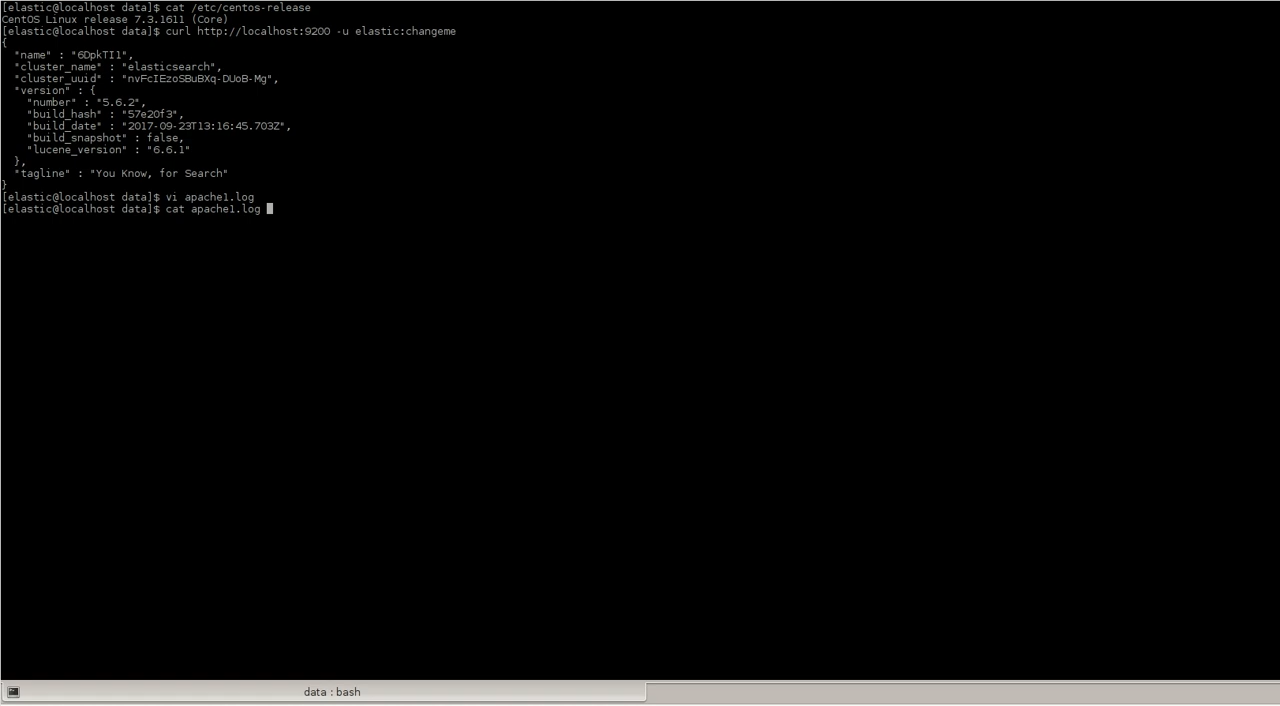 [elastic@localhost data]$ cat /etc/centos-release
CentOS Linux release 7.3.1611 (Core)
[elastic@localhost data]$ curl http://localhost:9200 -u elastic:changeme
{
  "name" : "6DpkTI1",
  "cluster_name" : "elasticsearch",
  "cluster_uuid" : "nvFcIEzoSBuBXq-DUoB-Mg",
  "version" : {
    "number" : "5.6.2",
    "build_hash" : "57e20f3",
    "build_date" : "2017-09-23T13:16:45.703Z",
    "build_snapshot" : false,
    "lucene_version" : "6.6.1"
  },
  "tagline" : "You Know, for Search"
}
[elastic@localhost data]$ vi apache1.log
[elastic@localhost data]$ cat apache1.log
data : bash